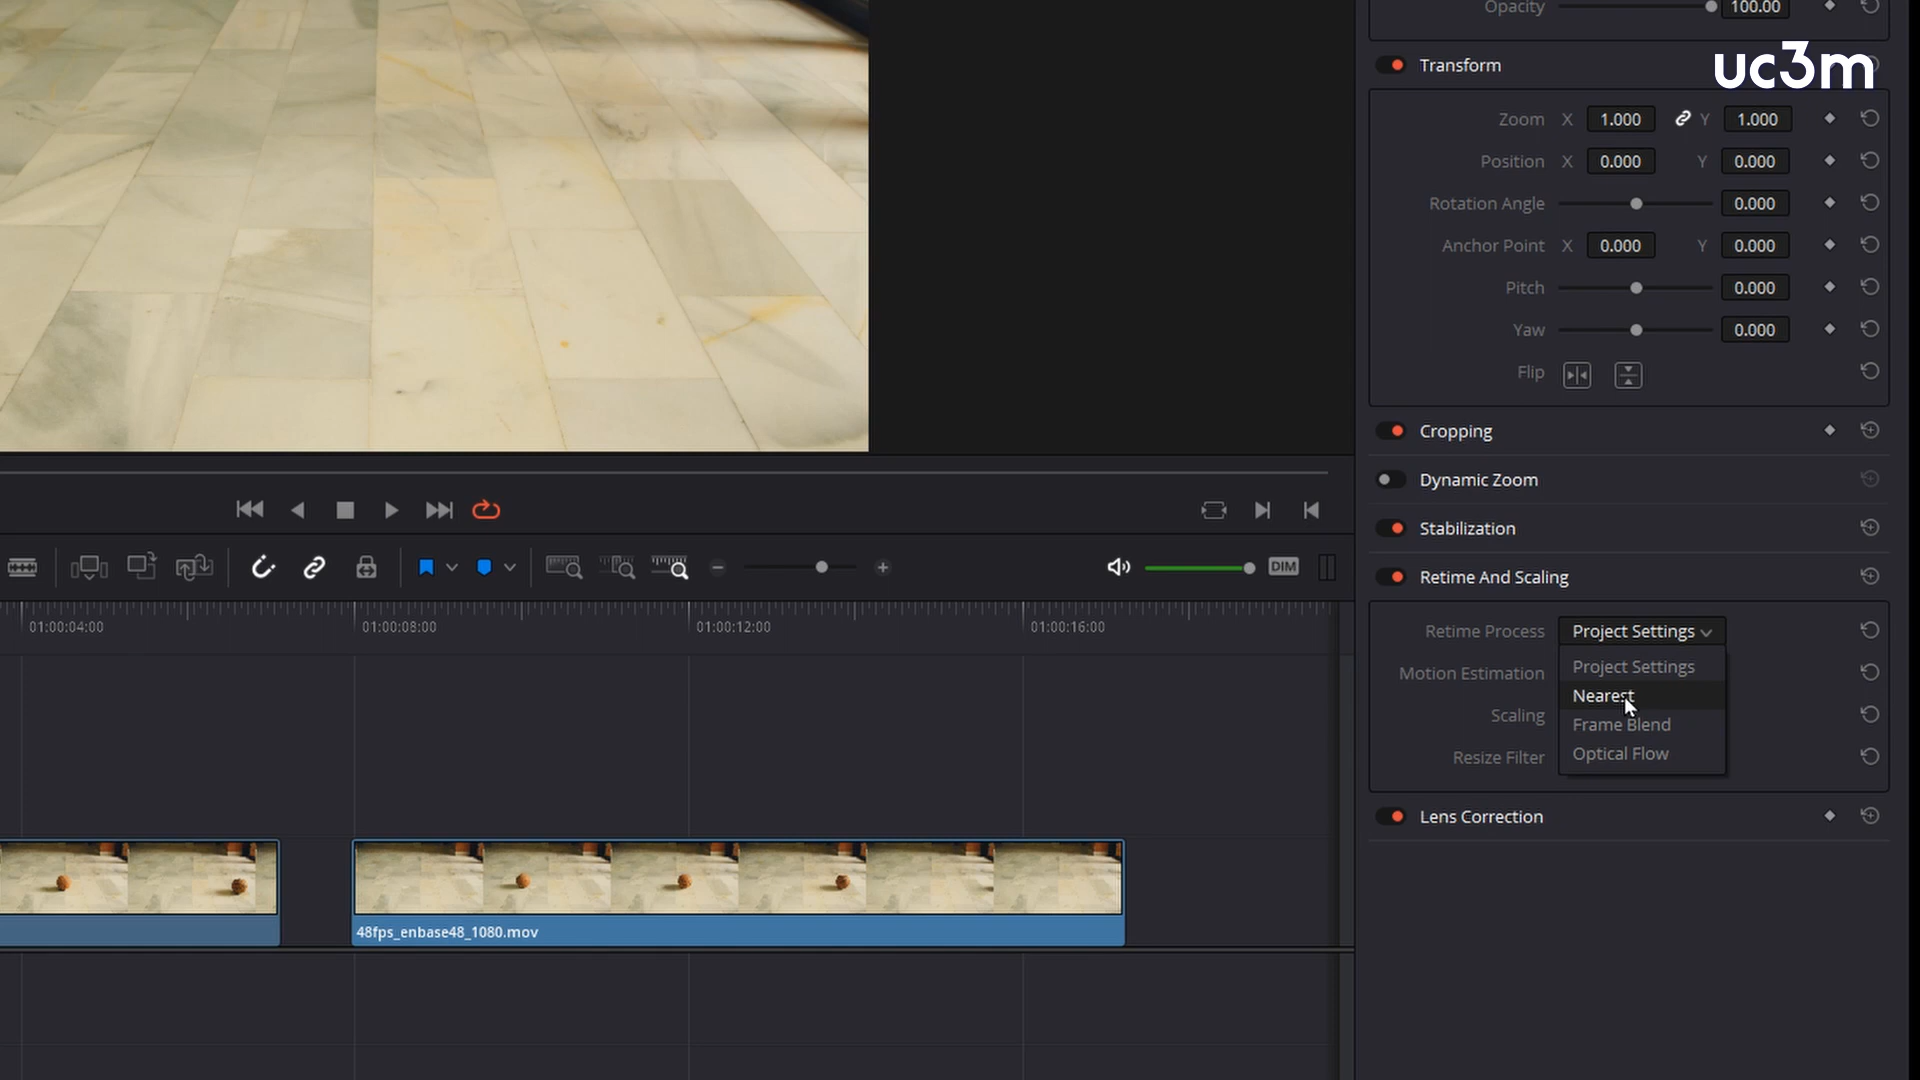 Opacity 100.00
uc3m
Transform
Zoom X 1.000 Y 1.000
Position X 0.000 Y 0.000
Rotation Angle 0.000
Anchor Point X 0.000 Y 0.000
Pitch 0.000
Yaw 0.000
Flip
Cropping
Dynamic Zoom
Stabilization
DIM
Retime And Scaling
01:00:04:00 01:00:08:00 01:00:12:00 01:00:16:00
Retime Process Project Settings
Project Settings
Motion Estimation
Nearest
Scaling
Frame Blend
Optical Flow
Resize Filter
Lens Correction
48fps_enbase48_1080.mov